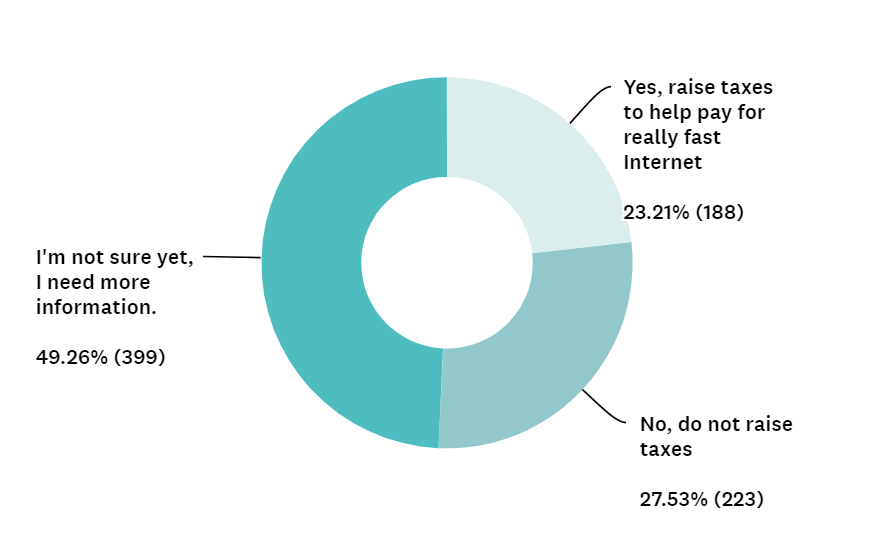 Yes, raise taxes
to help pay for
really fast
Internet
23.21% (188)
I'm not sure yet,
I need more
information.
49.26% (399)
No, do not raise
taxes
27.53% (223)